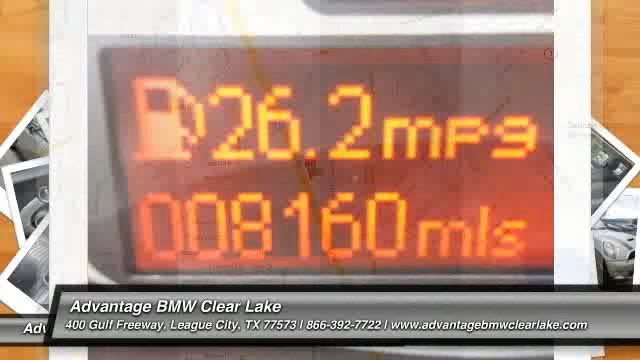 26.2mpg
008160mls
Advantage BMW Clear Lake
Adv
400 Gulf Freeway, League City, TX 77573 | 866-392-7722 | www.advantagebmwclearlake.com